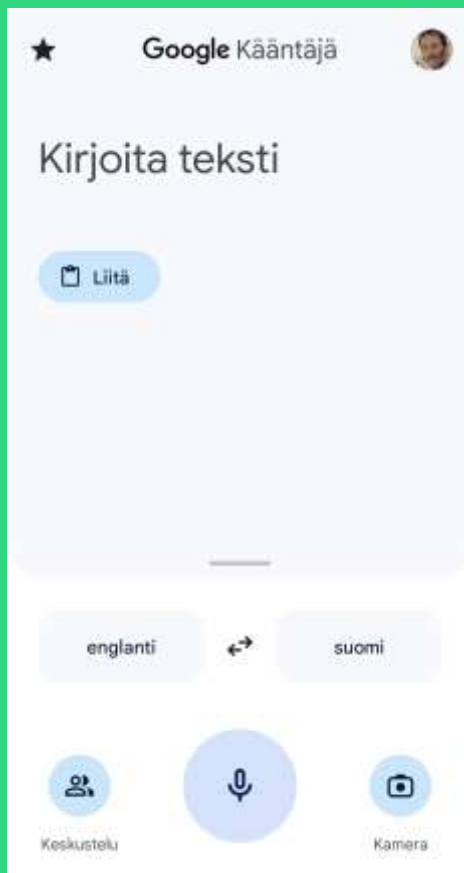 Google Kääntäjä
Kirjoita teksti
Liitä
englanti
suomi
Keskustelu
Kamera